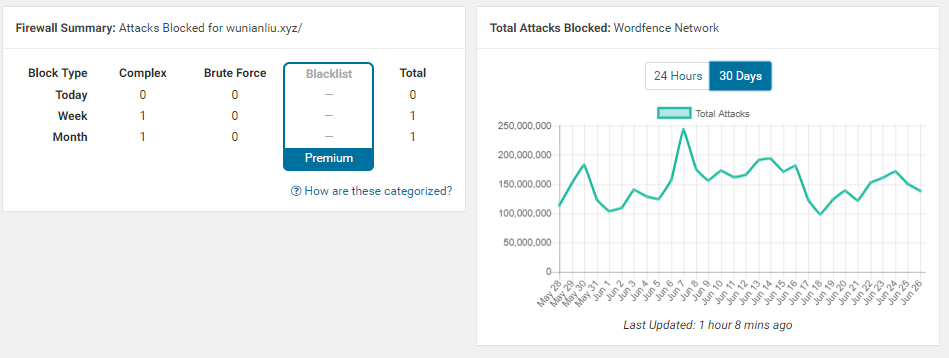 Firewall Summary: Attacks Blocked for wunianliu.xyz/
Block Type Complex Brute Force Blacklist Total
Today 0 0 — 0
Week 1 0 — 1
Month 1 0 — 1
Premium
How are these categorized?
Total Attacks Blocked: Wordfence Network
24 Hours 30 Days
Total Attacks
250,000,000
200,000,000
150,000,000
100,000,000
50,000,000
0
May 28 May 29 May 30 May 31 Jun 1 Jun 2 Jun 3 Jun 4 Jun 5 Jun 6 Jun 7 Jun 8 Jun 9 Jun 10 Jun 11 Jun 12 Jun 13 Jun 14 Jun 15 Jun 16 Jun 17 Jun 18 Jun 19 Jun 20 Jun 21 Jun 22 Jun 23 Jun 24 Jun 25 Jun 26
Last Updated: 1 hour 8 mins ago